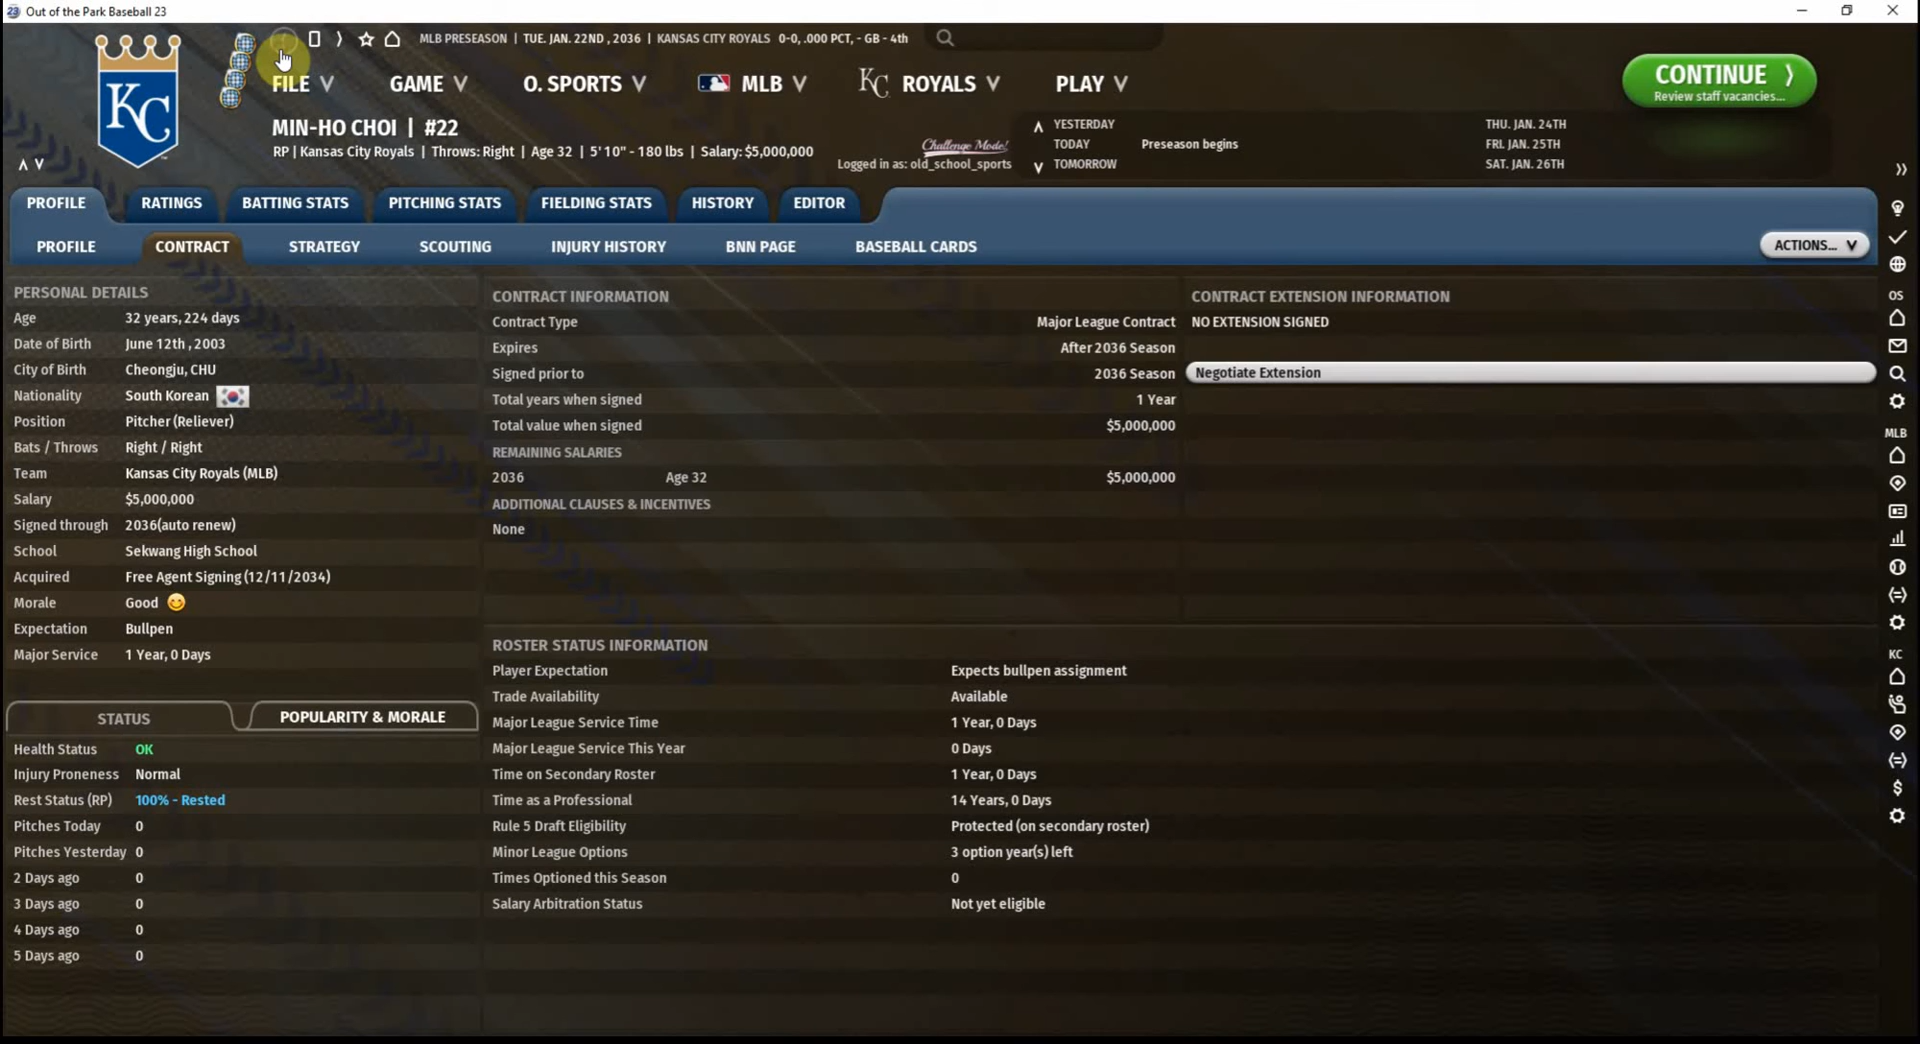 Out of the Park Baseball 23
MLB PRESEASON | TUE. JAN. 22ND , 2036 | KANSAS CITY ROYALS 0-0, .000 PCT, - GB - 4th
FILE GAME O. SPORTS MLB ROYALS PLAY
CONTINUE
Review staff vacancies...
KC
MIN-HO CHOI | #22
RP | Kansas City Royals | Throws: Right | Age 32 | 5' 10" - 180 lbs | Salary: $5,000,000
Challenge Mode!
Logged in as: old_school_sports
YESTERDAY THU. JAN. 24TH
TODAY Preseason begins FRI. JAN. 25TH
TOMORROW SAT. JAN. 26TH
PROFILE RATINGS BATTING STATS PITCHING STATS FIELDING STATS HISTORY EDITOR
PROFILE CONTRACT STRATEGY SCOUTING INJURY HISTORY BNN PAGE BASEBALL CARDS ACTIONS...
PERSONAL DETAILS
Age 32 years, 224 days
Date of Birth June 12th , 2003
City of Birth Cheongju, CHU
Nationality South Korean
Position Pitcher (Reliever)
Bats / Throws Right / Right
Team Kansas City Royals (MLB)
Salary $5,000,000
Signed through 2036(auto renew)
School Sekwang High School
Acquired Free Agent Signing (12/11/2034)
Morale Good
Expectation Bullpen
Major Service 1 Year, 0 Days
STATUS POPULARITY & MORALE
Health Status OK
Injury Proneness Normal
Rest Status (RP) 100% - Rested
Pitches Today 0
Pitches Yesterday 0
2 Days ago 0
3 Days ago 0
4 Days ago 0
5 Days ago 0
CONTRACT INFORMATION
Contract Type Major League Contract
Expires After 2036 Season
Signed prior to 2036 Season
Total years when signed 1 Year
Total value when signed $5,000,000
REMAINING SALARIES
2036 Age 32 $5,000,000
ADDITIONAL CLAUSES & INCENTIVES
None
CONTRACT EXTENSION INFORMATION
NO EXTENSION SIGNED
Negotiate Extension
ROSTER STATUS INFORMATION
Player Expectation Expects bullpen assignment
Trade Availability Available
Major League Service Time 1 Year, 0 Days
Major League Service This Year 0 Days
Time on Secondary Roster 1 Year, 0 Days
Time as a Professional 14 Years, 0 Days
Rule 5 Draft Eligibility Protected (on secondary roster)
Minor League Options 3 option year(s) left
Times Optioned this Season 0
Salary Arbitration Status Not yet eligible
OS
MLB
KC